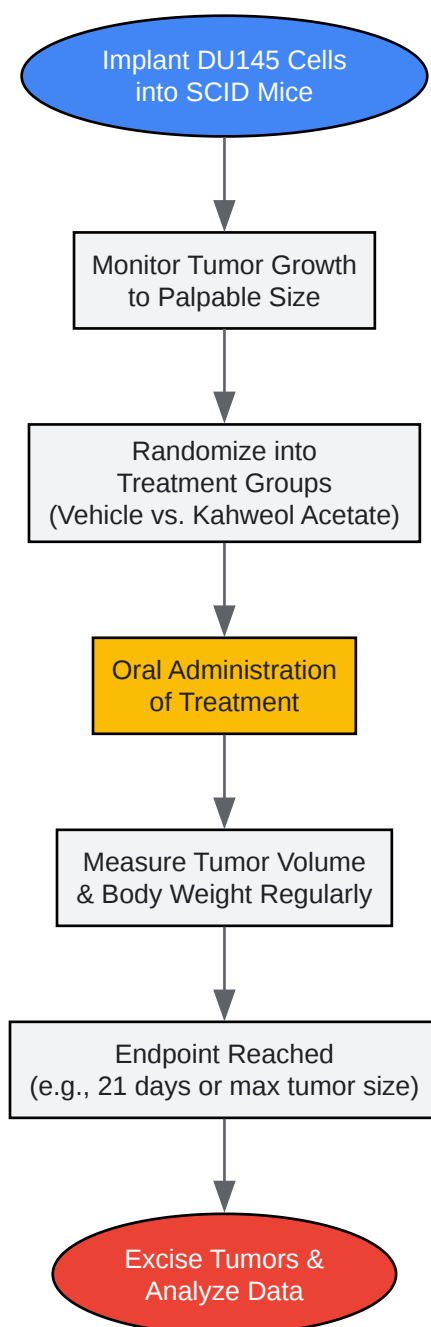 Implant DU145 Cells
into SCID Mice
Monitor Tumor Growth
to Palpable Size
Randomize into
Treatment Groups
(Vehicle vs. Kahweol Acetate)
Oral Administration
of Treatment
Measure Tumor Volume
& Body Weight Regularly
Endpoint Reached
(e.g., 21 days or max tumor size)
Excise Tumors &
Analyze Data